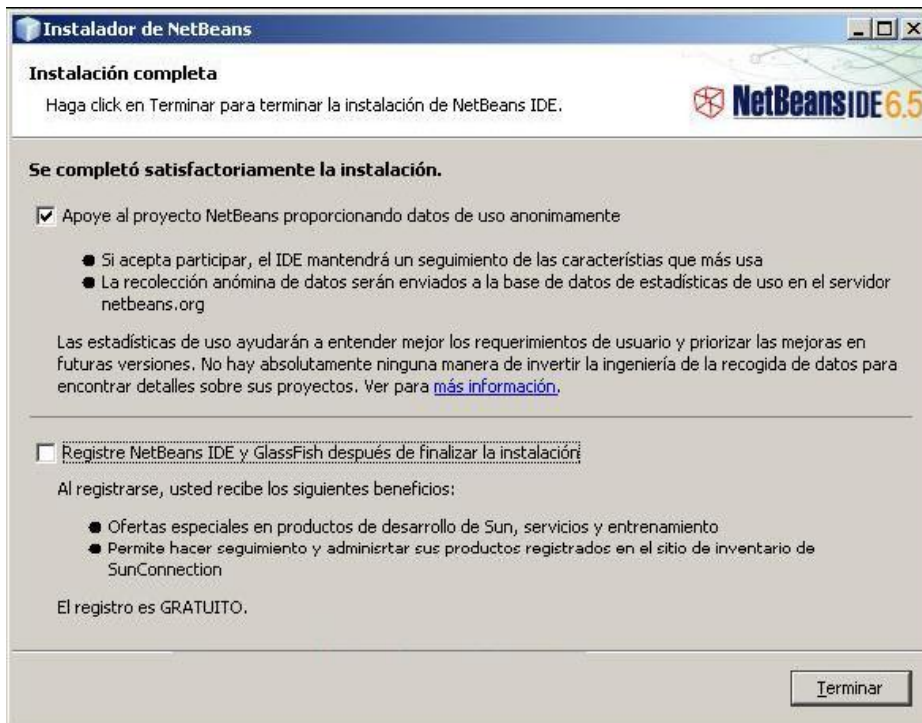 Instalador de NetBeans
Instalación completa
Haga click en Terminar para terminar la instalación de NetBeans IDE.
NetBeans IDE 6.5
Se completó satisfactoriamente la instalación.
Apoye al proyecto NetBeans proporcionando datos de uso anonimamente
Si acepta participar, el IDE mantendrá un seguimiento de las característias que más usa
La recolección anómina de datos serán enviados a la base de datos de estadísticas de uso en el servidor
netbeans.org
Las estadísticas de uso ayudarán a entender mejor los requerimientos de usuario y priorizar las mejoras en
futuras versiones. No hay absolutamente ninguna manera de invertir la ingeniería de la recogida de datos para
encontrar detalles sobre sus proyectos. Ver para más información.
Registre NetBeans IDE y GlassFish después de finalizar la instalación
Al registrarse, usted recibe los siguientes beneficios:
Ofertas especiales en productos de desarrollo de Sun, servicios y entrenamiento
Permite hacer seguimiento y adminisrtar sus productos registrados en el sitio de inventario de
SunConnection
El registro es GRATUITO.
Terminar